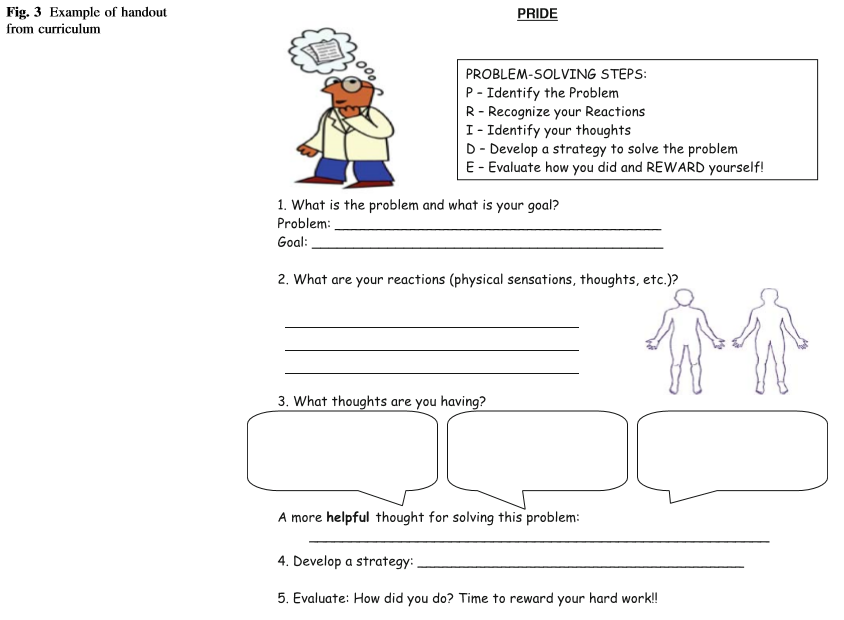 Fig. 3 Example of handout
from curriculum
PRIDE
PROBLEM-SOLVING STEPS:
P – Identify the Problem
R – Recognize your Reactions
I – Identify your thoughts
D – Develop a strategy to solve the problem
E – Evaluate how you did and REWARD yourself!
1. What is the problem and what is your goal?
Problem: ________________________________________
Goal: ___________________________________________
2. What are your reactions (physical sensations, thoughts, etc.)?
3. What thoughts are you having?
A more helpful thought for solving this problem:
4. Develop a strategy: ________________________________________
5. Evaluate: How did you do? Time to reward your hard work!!